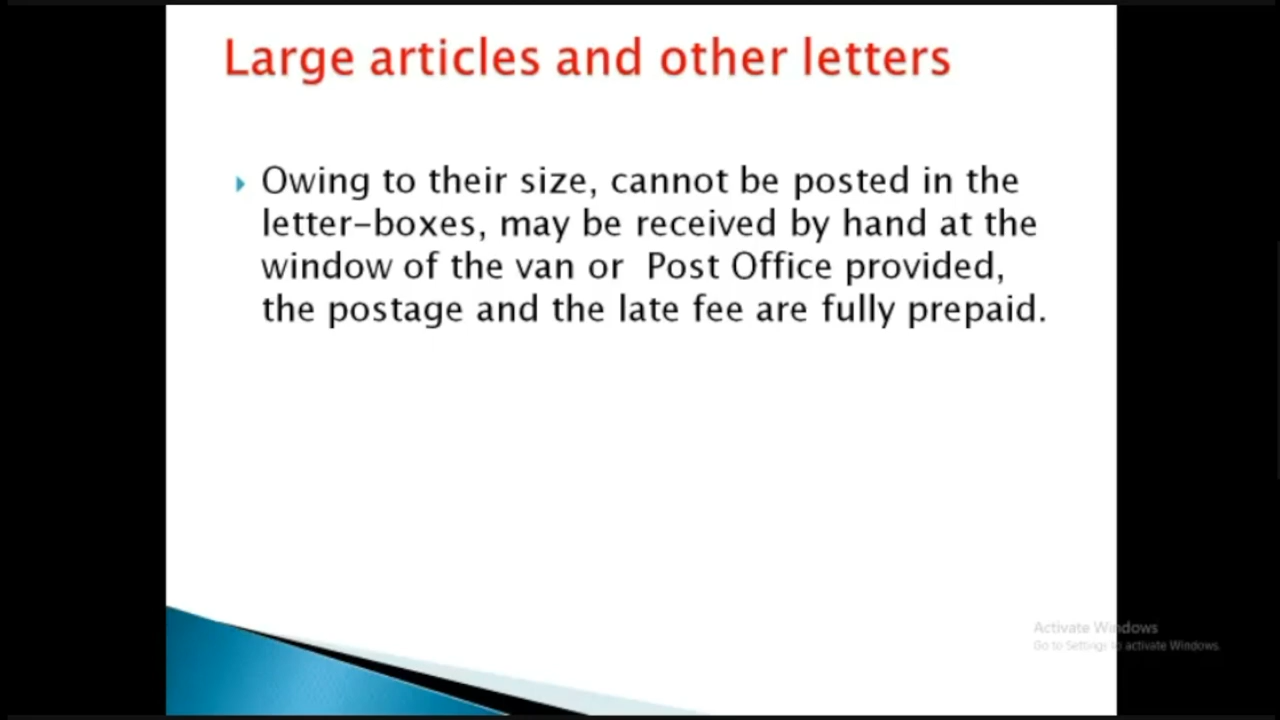 Large articles and other letters
Owing to their size, cannot be posted in the
letter-boxes, may be received by hand at the
window of the van or Post Office provided,
the postage and the late fee are fully prepaid.
Activate Windows
Go to Settings to activate Windows.